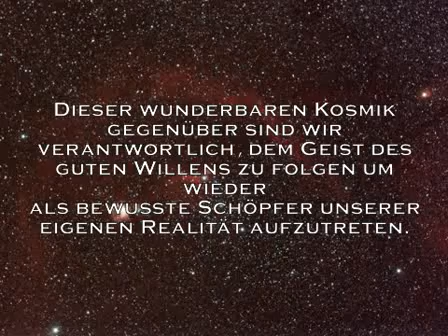 Dieser wunderbaren Kosmik
gegenüber sind wir
verantwortlich, dem Geist des
guten Willens zu folgen um
wieder
als bewusste Schöpfer unserer
eigenen Realität aufzutreten.